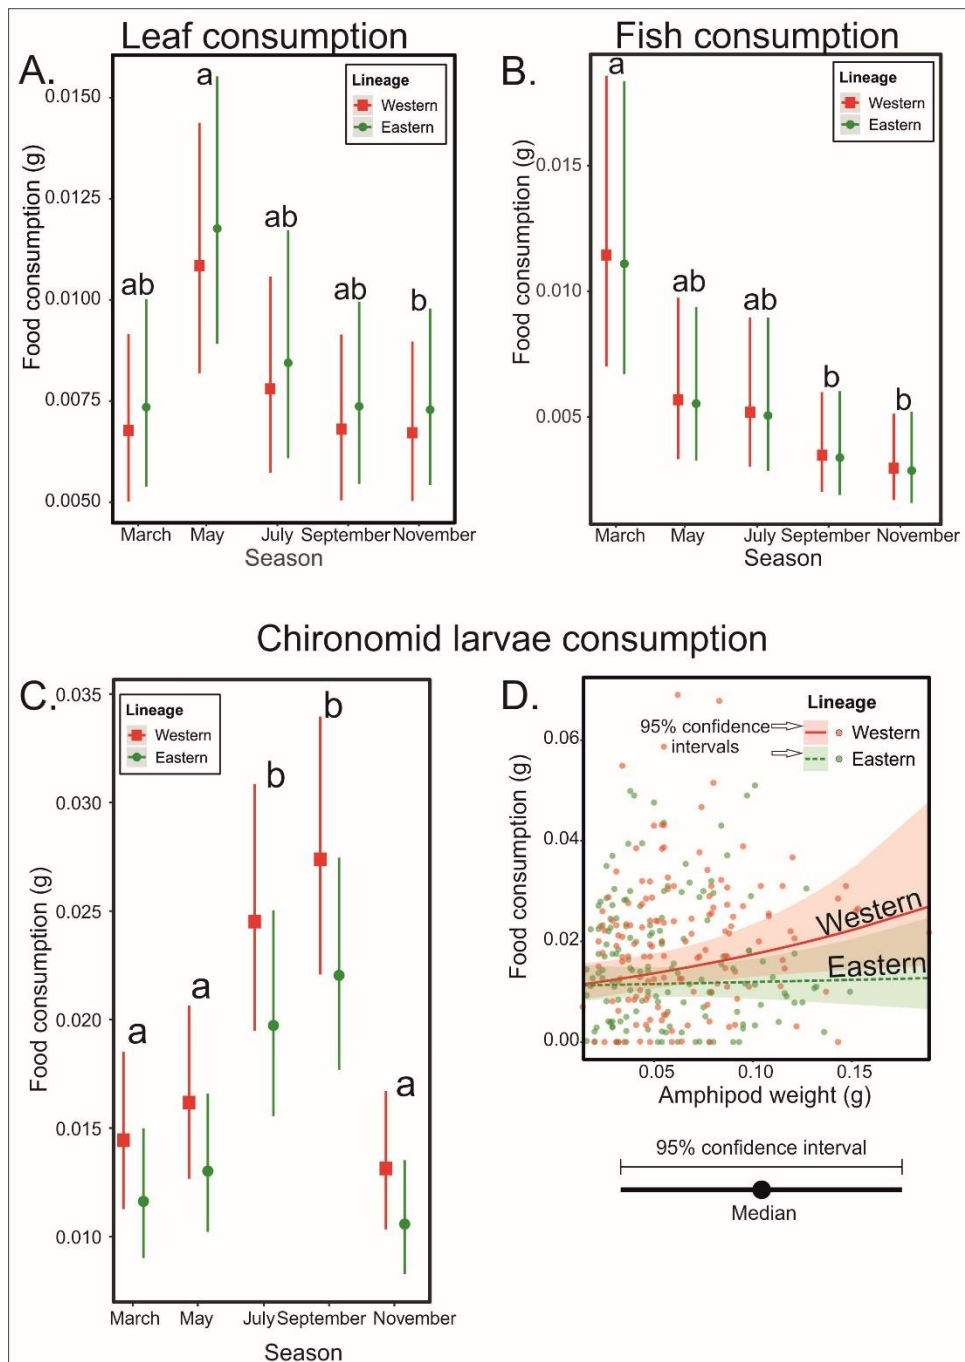 Leaf consumption
A.
Food consumption (g)
0.0150
0.0125
0.0100
0.0075
0.0050
Lineage
Western
Eastern
ab
a
ab
ab
b
March
May
July
September
November
Season
Fish consumption
B.
Food consumption (g)
0.015
0.010
0.005
Lineage
Western
Eastern
a
ab
ab
b
b
March
May
July
September
November
Season
Chironomid larvae consumption
C.
Food consumption (g)
0.035
0.030
0.025
0.020
0.015
0.010
Lineage
Western
Eastern
a
a
b
b
a
March
May
July
September
November
Season
D.
Food consumption (g)
0.06
0.04
0.02
0.00
Lineage
95% confidence
intervals
Western
Eastern
Western
Eastern
0.05
0.10
0.15
Amphipod weight (g)
95% confidence interval
Median